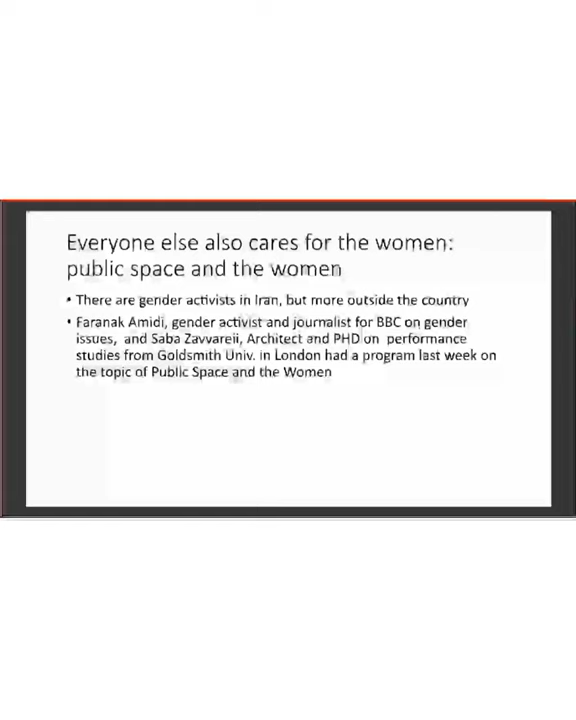 Everyone else also cares for the women:
public space and the women
• There are gender activists in Iran, but more outside the country
• Faranak Amidi, gender activist and journalist for BBC on gender
issues, and Saba Zavvareii, Architect and PHD on performance
studies from Goldsmith Univ. in London had a program last week on
the topic of Public Space and the Women